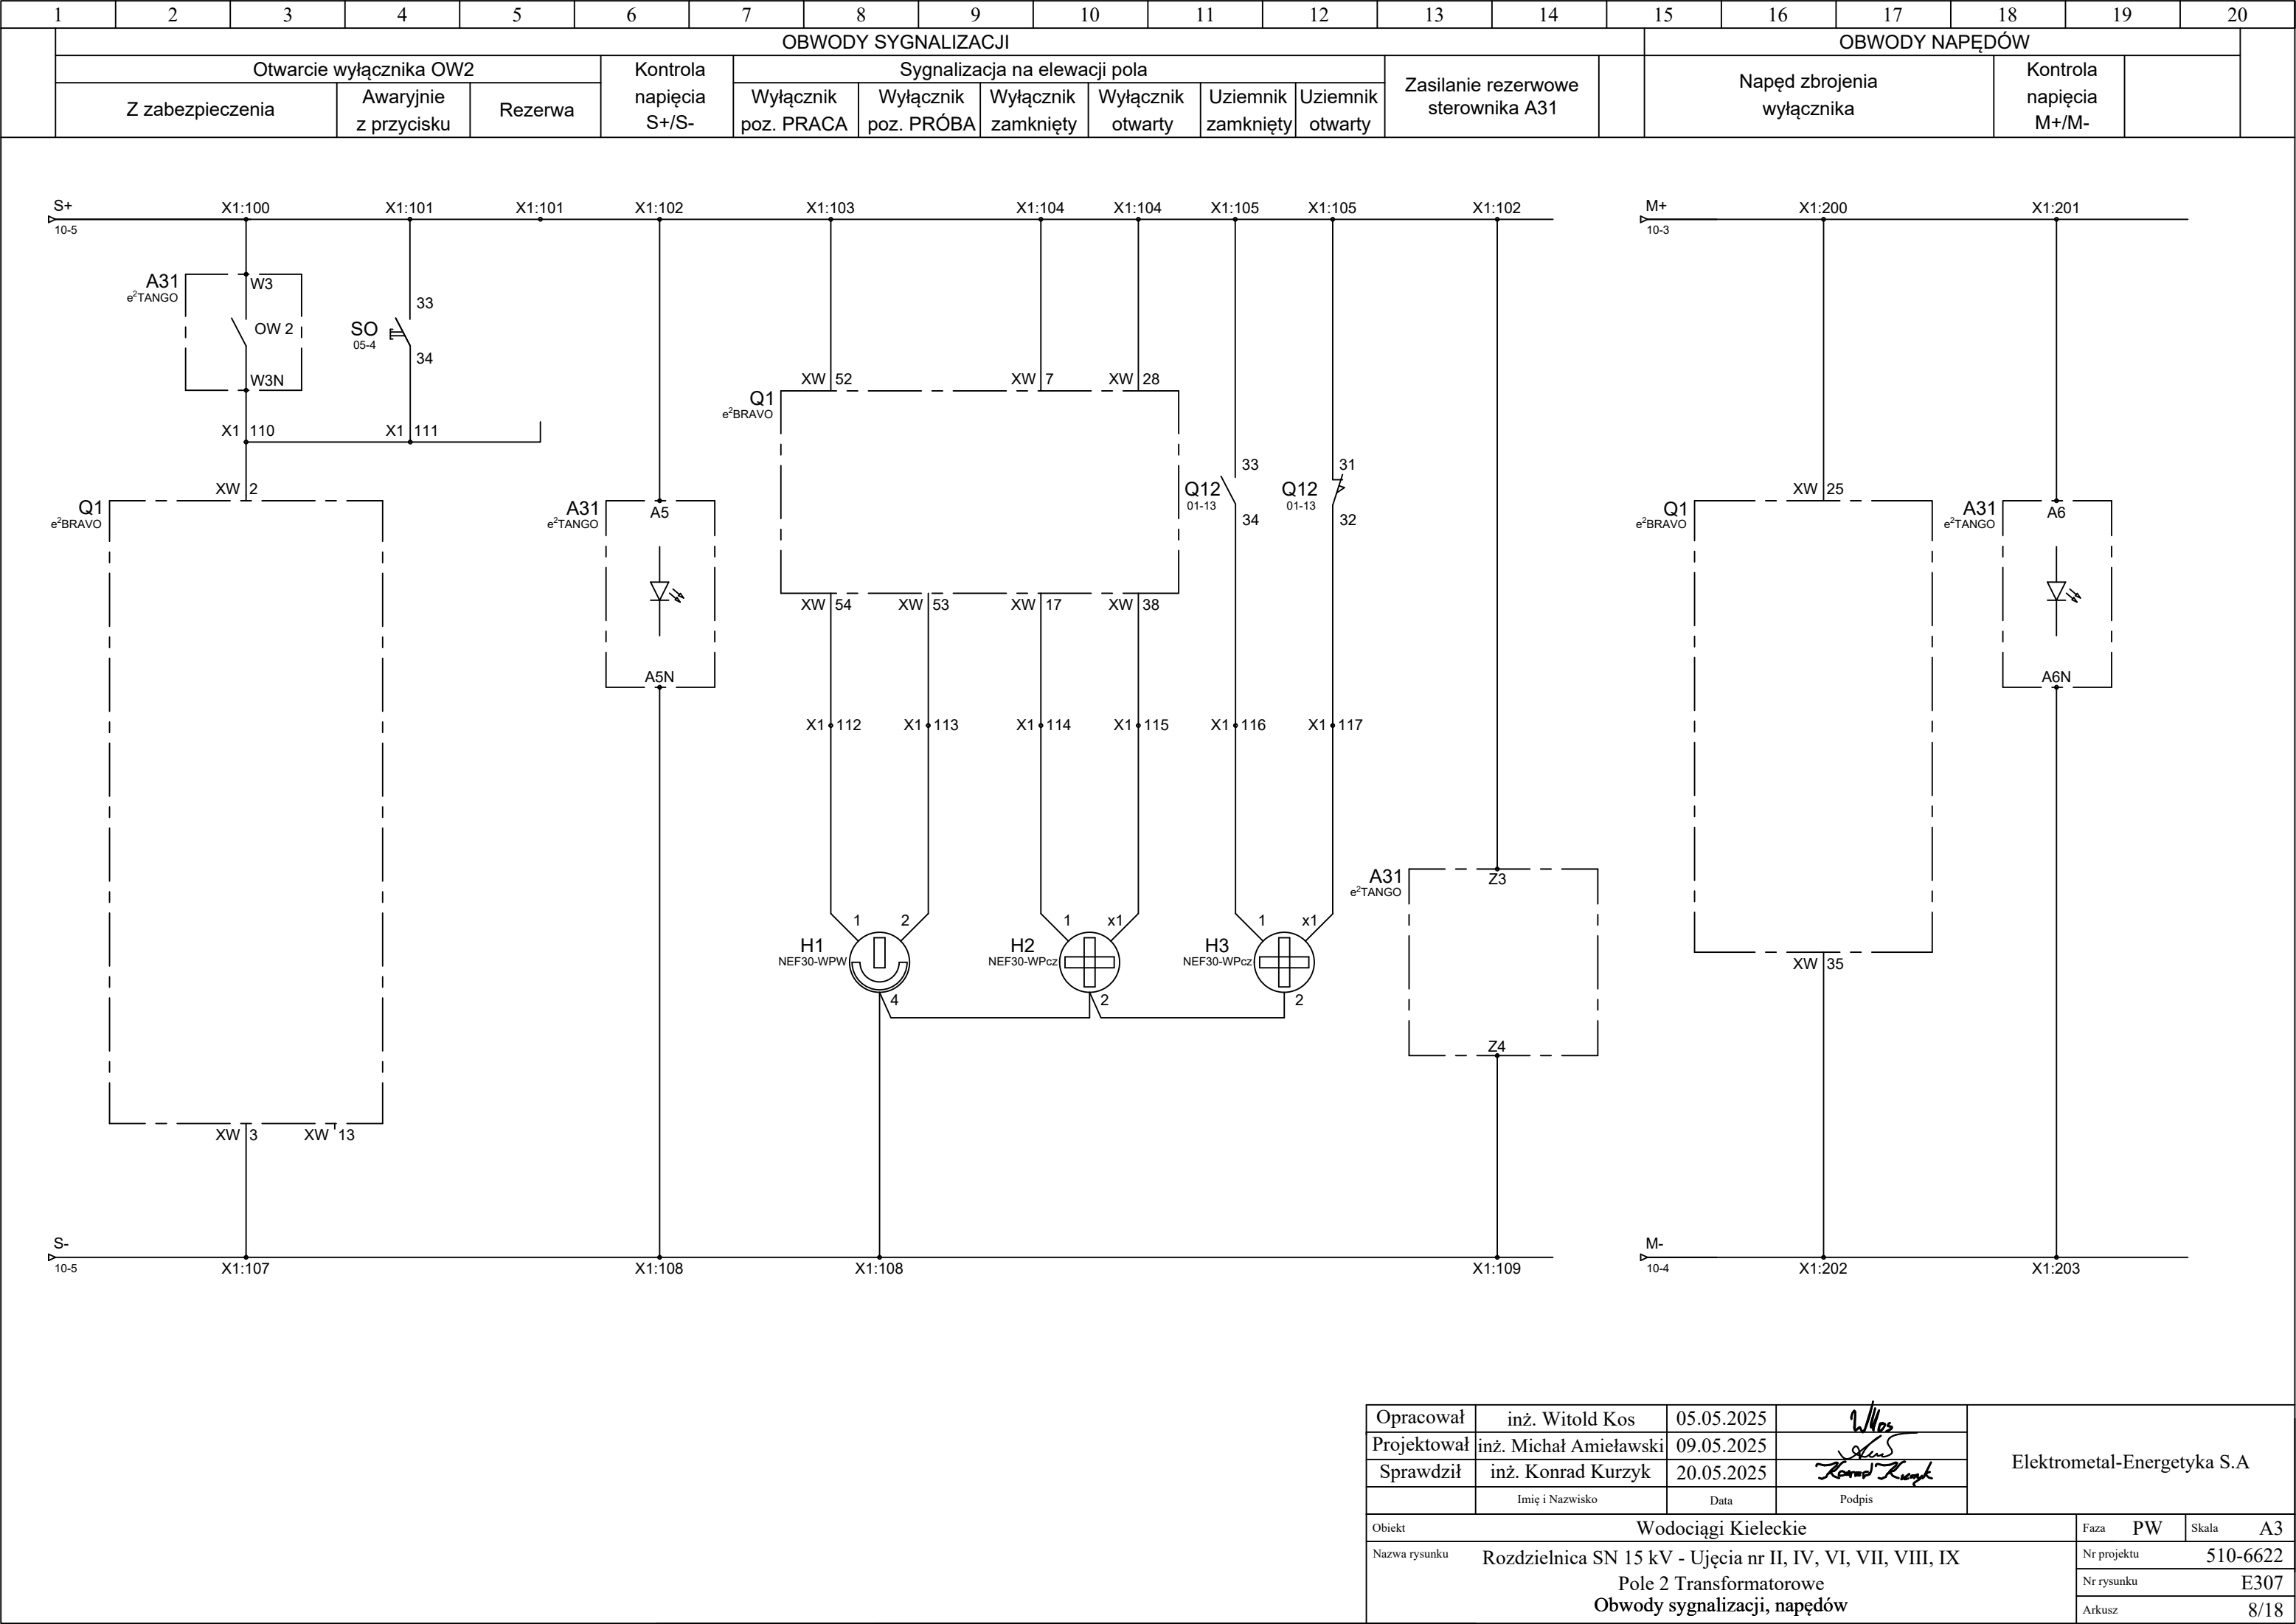 1 2 3 4 5 6 7 8 9 10 11 12 13 14 15 16 17 18 19 20
OBWODY SYGNALIZACJI OBWODY NAPĘDÓW
Otwarcie wyłącznika OW2
Z zabezpieczenia
Awaryjnie
z przycisku
Rezerwa
Kontrola
napięcia
S+/S-
Sygnalizacja na elewacji pola
Wyłącznik
poz. PRACA
Wyłącznik
poz. PRÓBA
Wyłącznik
zamknięty
Wyłącznik
otwarty
Uziemnik
zamknięty
Uziemnik
otwarty
Zasilanie rezerwowe
sterownika A31
Napęd zbrojenia
wyłącznika
Kontrola
napięcia
M+/M-
S+ X1:100 X1:101 X1:101 X1:102 X1:103 X1:104 X1:104 X1:105 X1:105 X1:102 M+ X1:200 X1:201
10-5 10-3
A31
e²TANGO
W3
OW 2
W3N
33
SO
05-4
34
X1 110 X1 111
XW 2
Q1
e²BRAVO
XW 3 XW 13
A31
e²TANGO
A5
A5N
XW 52 XW 7 XW 28
Q1
e²BRAVO
XW 54 XW 53 XW 17 XW 38
33
Q12
01-13
34
31
Q12
01-13
32
X1 112 X1 113 X1 114 X1 115 X1 116 X1 117
1 2 1 x1 1 x1
H1
NEF30-WPW
4
H2
NEF30-WPcz
2
H3
NEF30-WPcz
2
A31
e²TANGO
Z3
Z4
XW 25
Q1
e²BRAVO
XW 35
A31
e²TANGO
A6
A6N
S- M-
10-5 X1:107 X1:108 X1:108 X1:109 10-4 X1:202 X1:203
Opracował inż. Witold Kos 05.05.2025
Projektował inż. Michał Amieławski 09.05.2025
Sprawdził inż. Konrad Kurzyk 20.05.2025 Konrad Kurzyk
Imię i Nazwisko Data Podpis
Elektrometal-Energetyka S.A
Obiekt Wodociągi Kieleckie Faza PW Skala A3
Nazwa rysunku Rozdzielnica SN 15 kV - Ujęcia nr II, IV, VI, VII, VIII, IX Nr projektu 510-6622
Pole 2 Transformatorowe Nr rysunku E307
Obwody sygnalizacji, napędów Arkusz 8/18